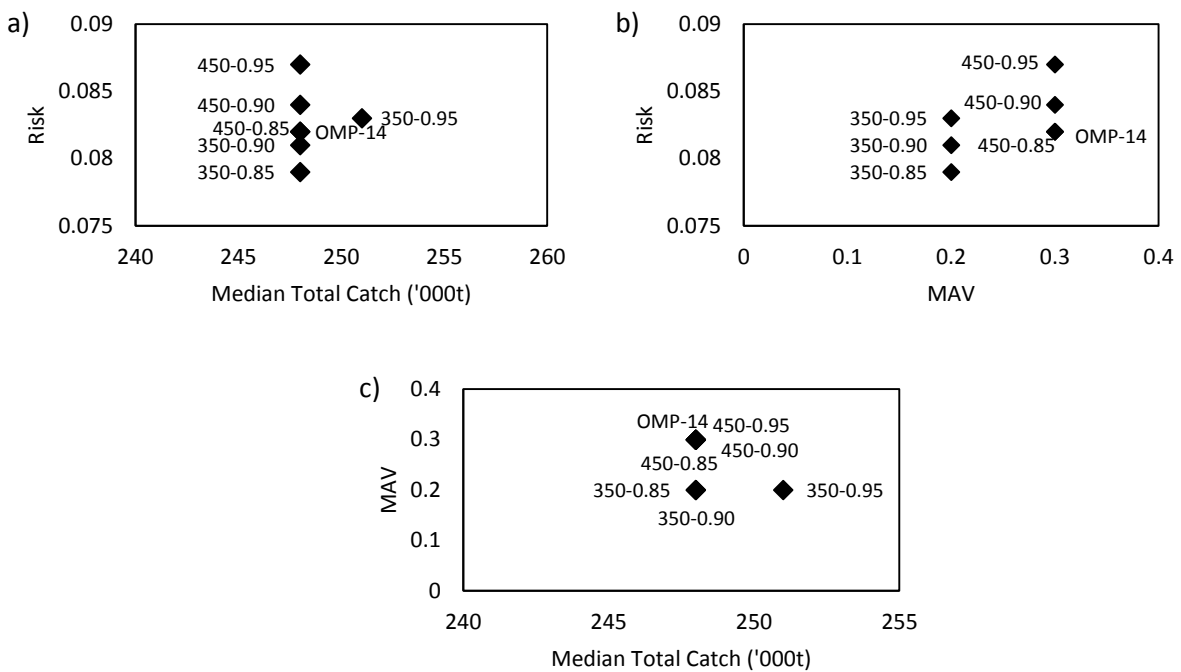 a)
0.09
0.085
0.08
0.075
Risk
450-0.95
450-0.90
450-0.85 OMP-14
350-0.90
350-0.85
350-0.95
240 245 250 255 260
Median Total Catch ('000t)
b)
0.09
0.085
0.08
0.075
Risk
450-0.95
350-0.95 450-0.90
350-0.90 450-0.85 OMP-14
350-0.85
0 0.1 0.2 0.3 0.4
MAV
c)
0.4
0.3
0.2
0.1
0
MAV
OMP-14 450-0.95
450-0.90
450-0.85
350-0.85 350-0.95
350-0.90
240 245 250 255
Median Total Catch ('000t)